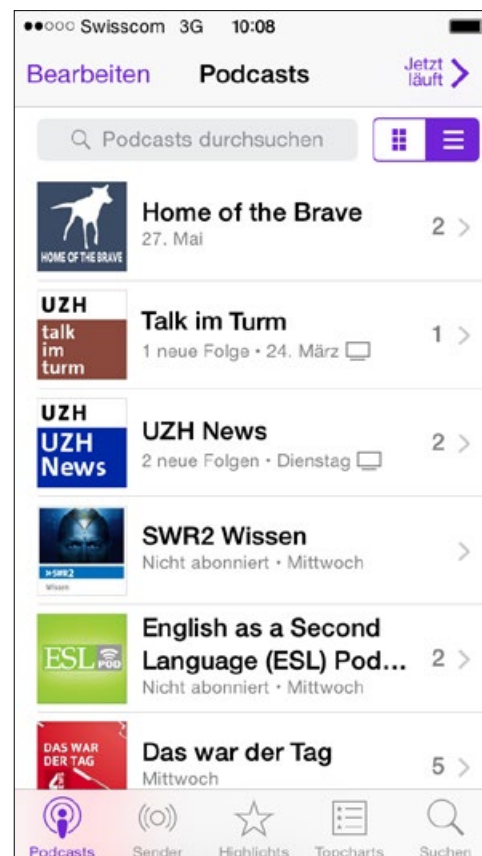 Swisscom 3G 10:08
Bearbeiten Podcasts Jetzt läuft
Podcasts durchsuchen
HOME OF THE BRAVE
Home of the Brave
27. Mai
2
UZH
talk
im
turm
Talk im Turm
1 neue Folge • 24. März
1
UZH
UZH
News
UZH News
2 neue Folgen • Dienstag
2
SWR2
Wissen
SWR2 Wissen
Nicht abonniert • Mittwoch
ESL POD
English as a Second
Language (ESL) Pod...
Nicht abonniert • Mittwoch
2
DAS WAR
DER TAG
Das war der Tag
Mittwoch
5
Podcasts Sender Highlights Topcharts Suchen